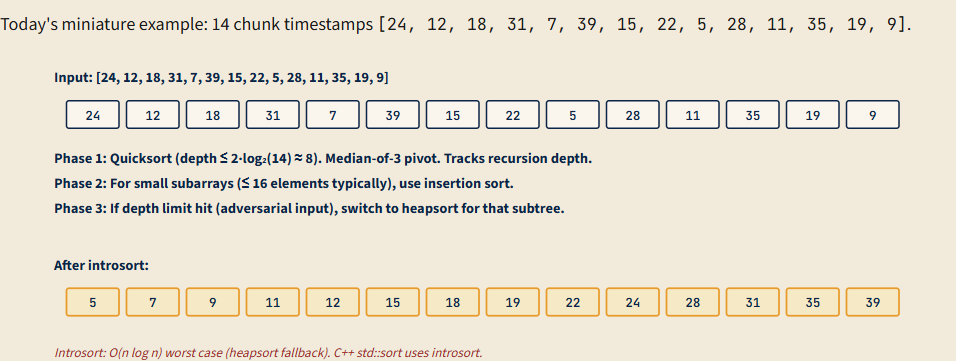 Today's miniature example: 14 chunk timestamps [24, 12, 18, 31, 7, 39, 15, 22, 5, 28, 11, 35, 19, 9].
Input: [24, 12, 18, 31, 7, 39, 15, 22, 5, 28, 11, 35, 19, 9]
24 12 18 31 7 39 15 22 5 28 11 35 19 9
Phase 1: Quicksort (depth ≤ 2·log₂(14) ≈ 8). Median-of-3 pivot. Tracks recursion depth.
Phase 2: For small subarrays (≤ 16 elements typically), use insertion sort.
Phase 3: If depth limit hit (adversarial input), switch to heapsort for that subtree.
After introsort:
5 7 9 11 12 15 18 19 22 24 28 31 35 39
Introsort: O(n log n) worst case (heapsort fallback). C++ std::sort uses introsort.